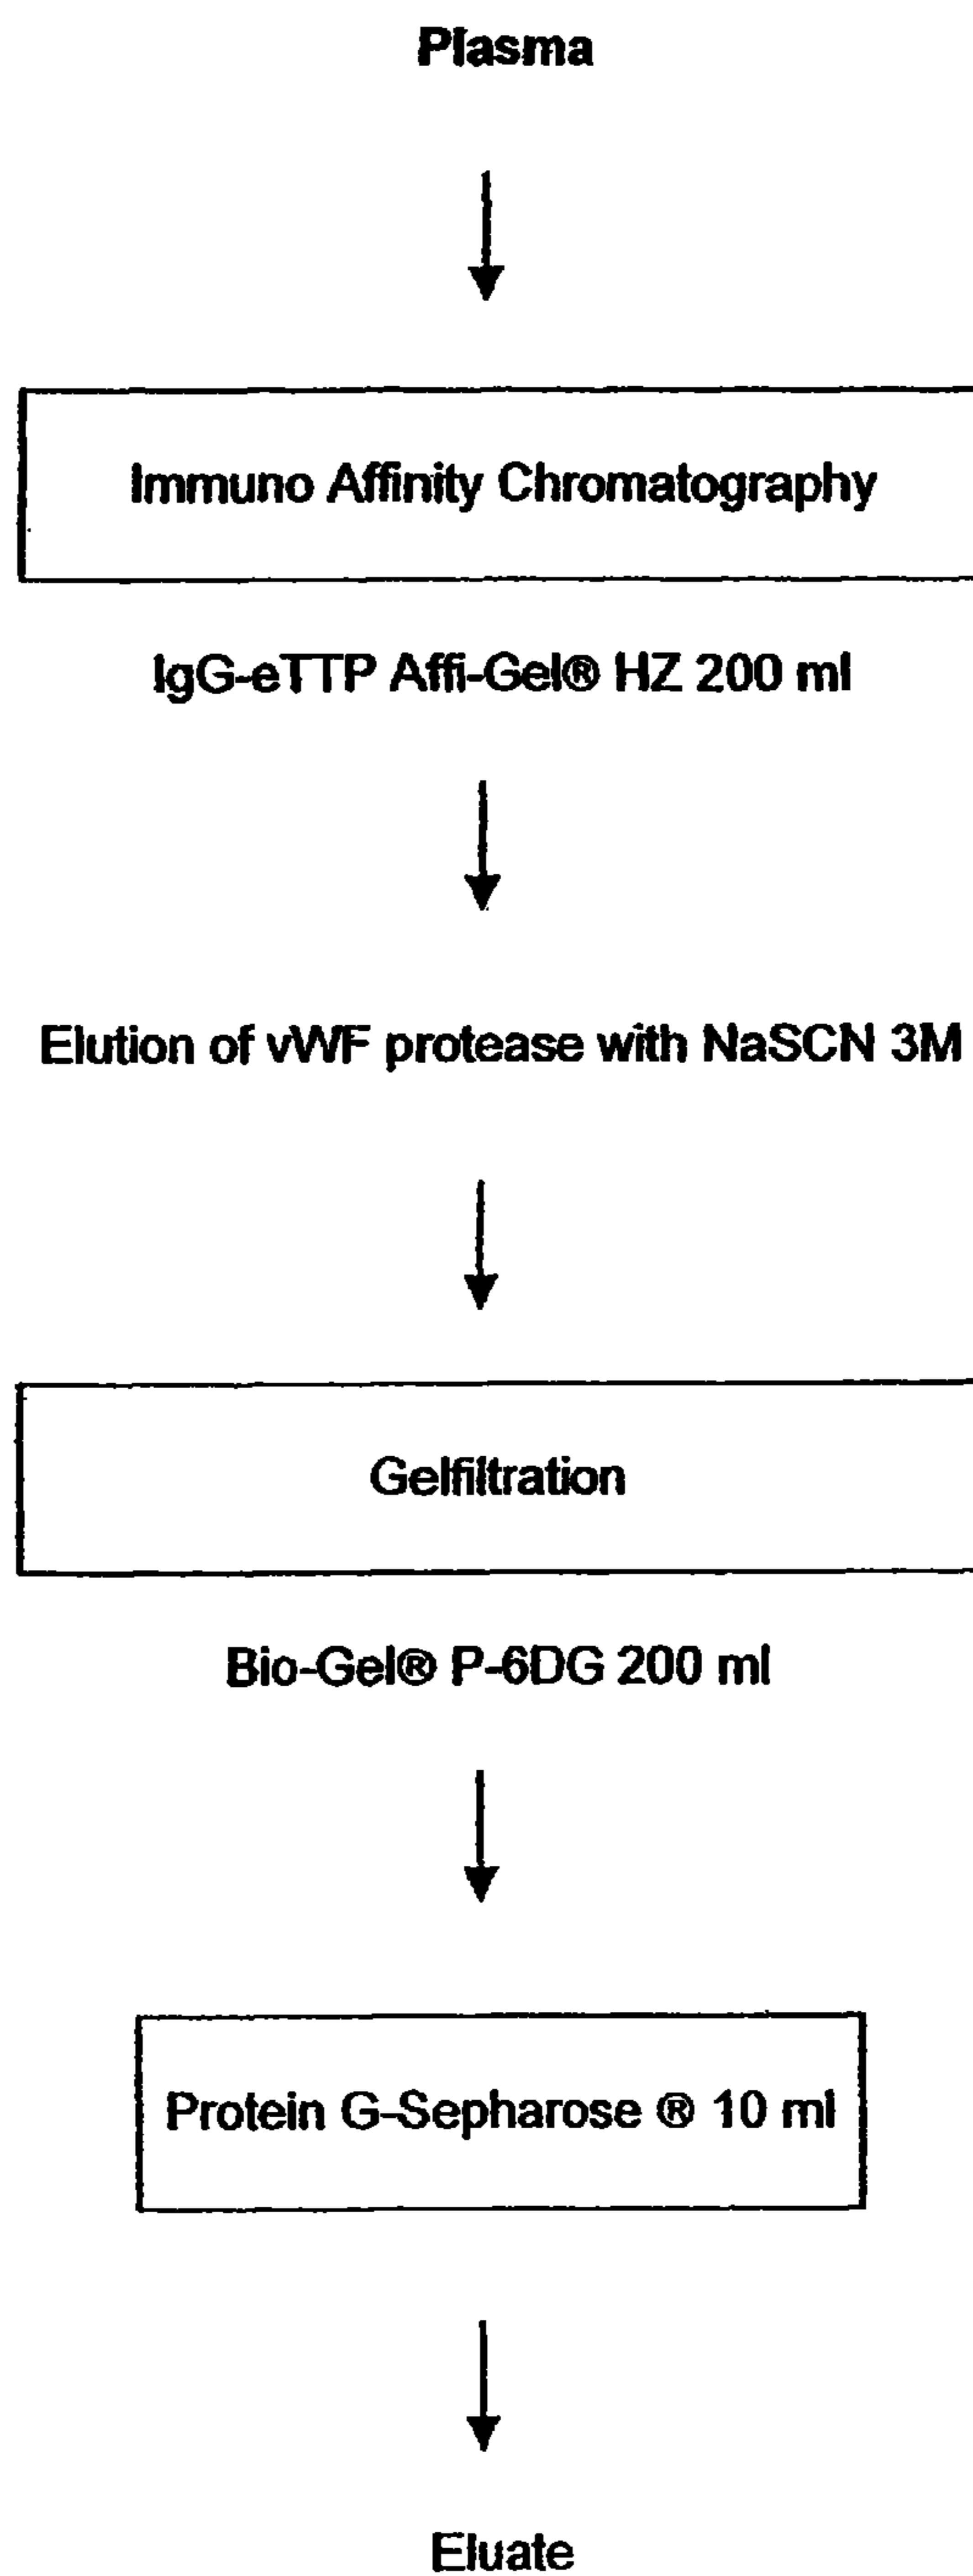 Plasma
Immuno Affinity Chromatography
IgG-eTTP Affi-Gel® HZ 200 ml
Elution of vWF protease with NaSCN 3M
Gelfiltration
Bio-Gel® P-6DG 200 ml
Protein G-Sepharose ® 10 ml
Eluate